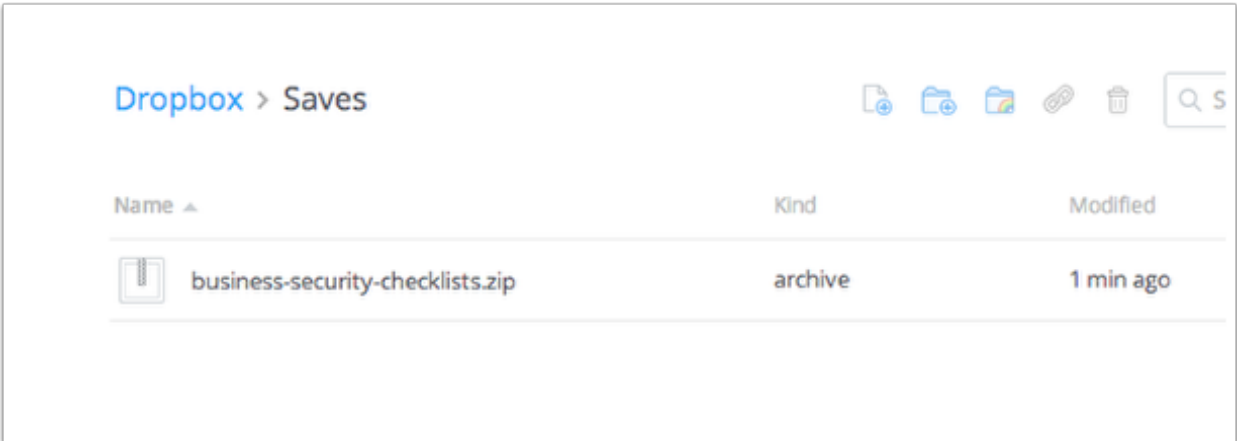 Dropbox > Saves
S
Name Kind Modified
business-security-checklists.zip archive 1 min ago